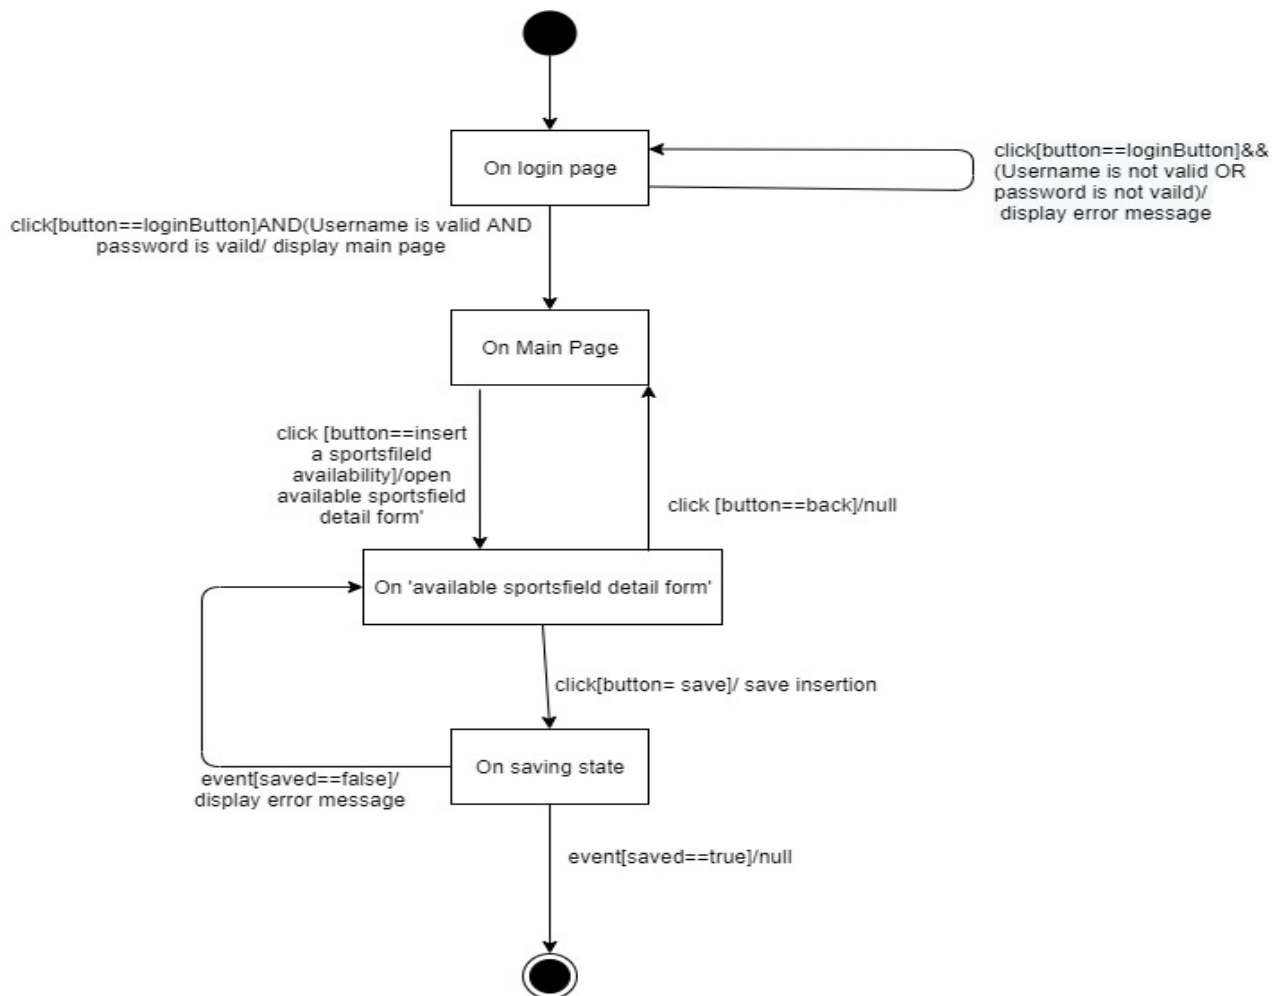 On login page
click[button==loginButton]&&
(Username is not valid OR
password is not vaild)/
display error message
click[button==loginButton]AND(Username is valid AND
password is vaild/ display main page
On Main Page
click [button==insert
a sportsfileld
availability]/open
available sportsfield
detail form'
click [button==back]/null
On 'available sportsfield detail form'
click[button= save]/ save insertion
On saving state
event[saved==false]/
display error message
event[saved==true]/null